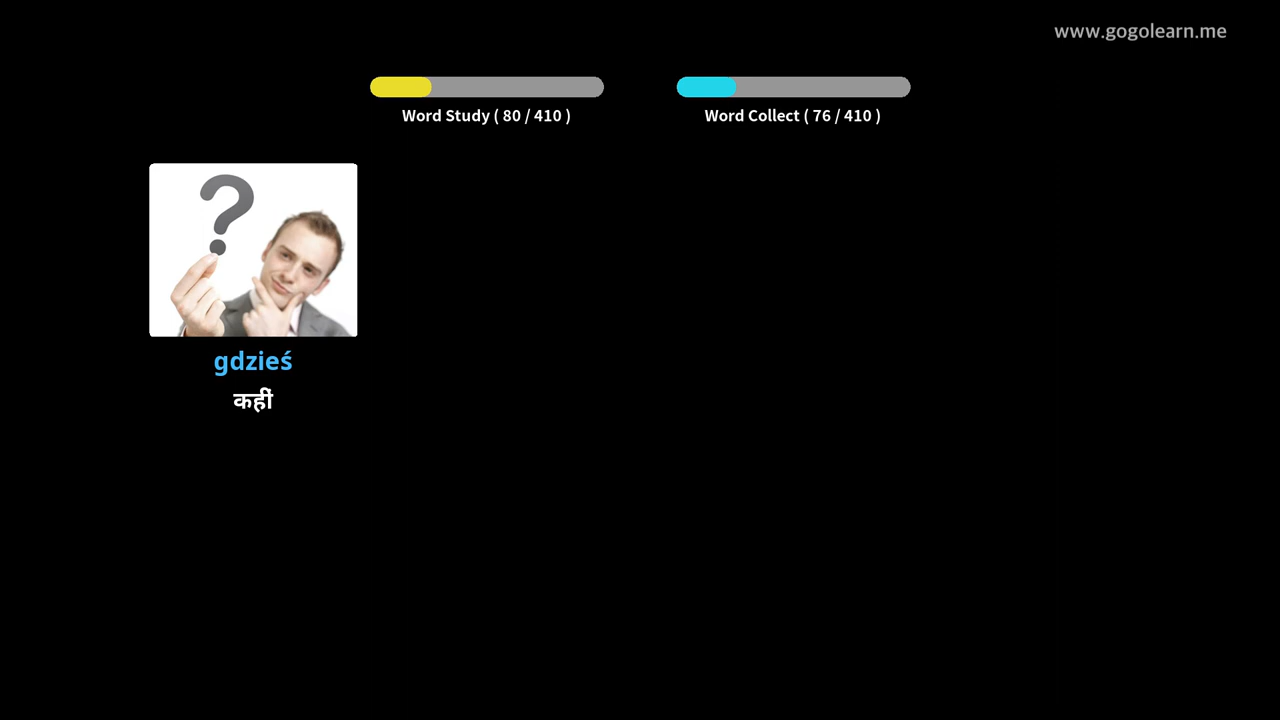 www.gogolearn.me
Word Study ( 80 / 410 )
Word Collect ( 76 / 410 )
?
gdzieś
कहीं